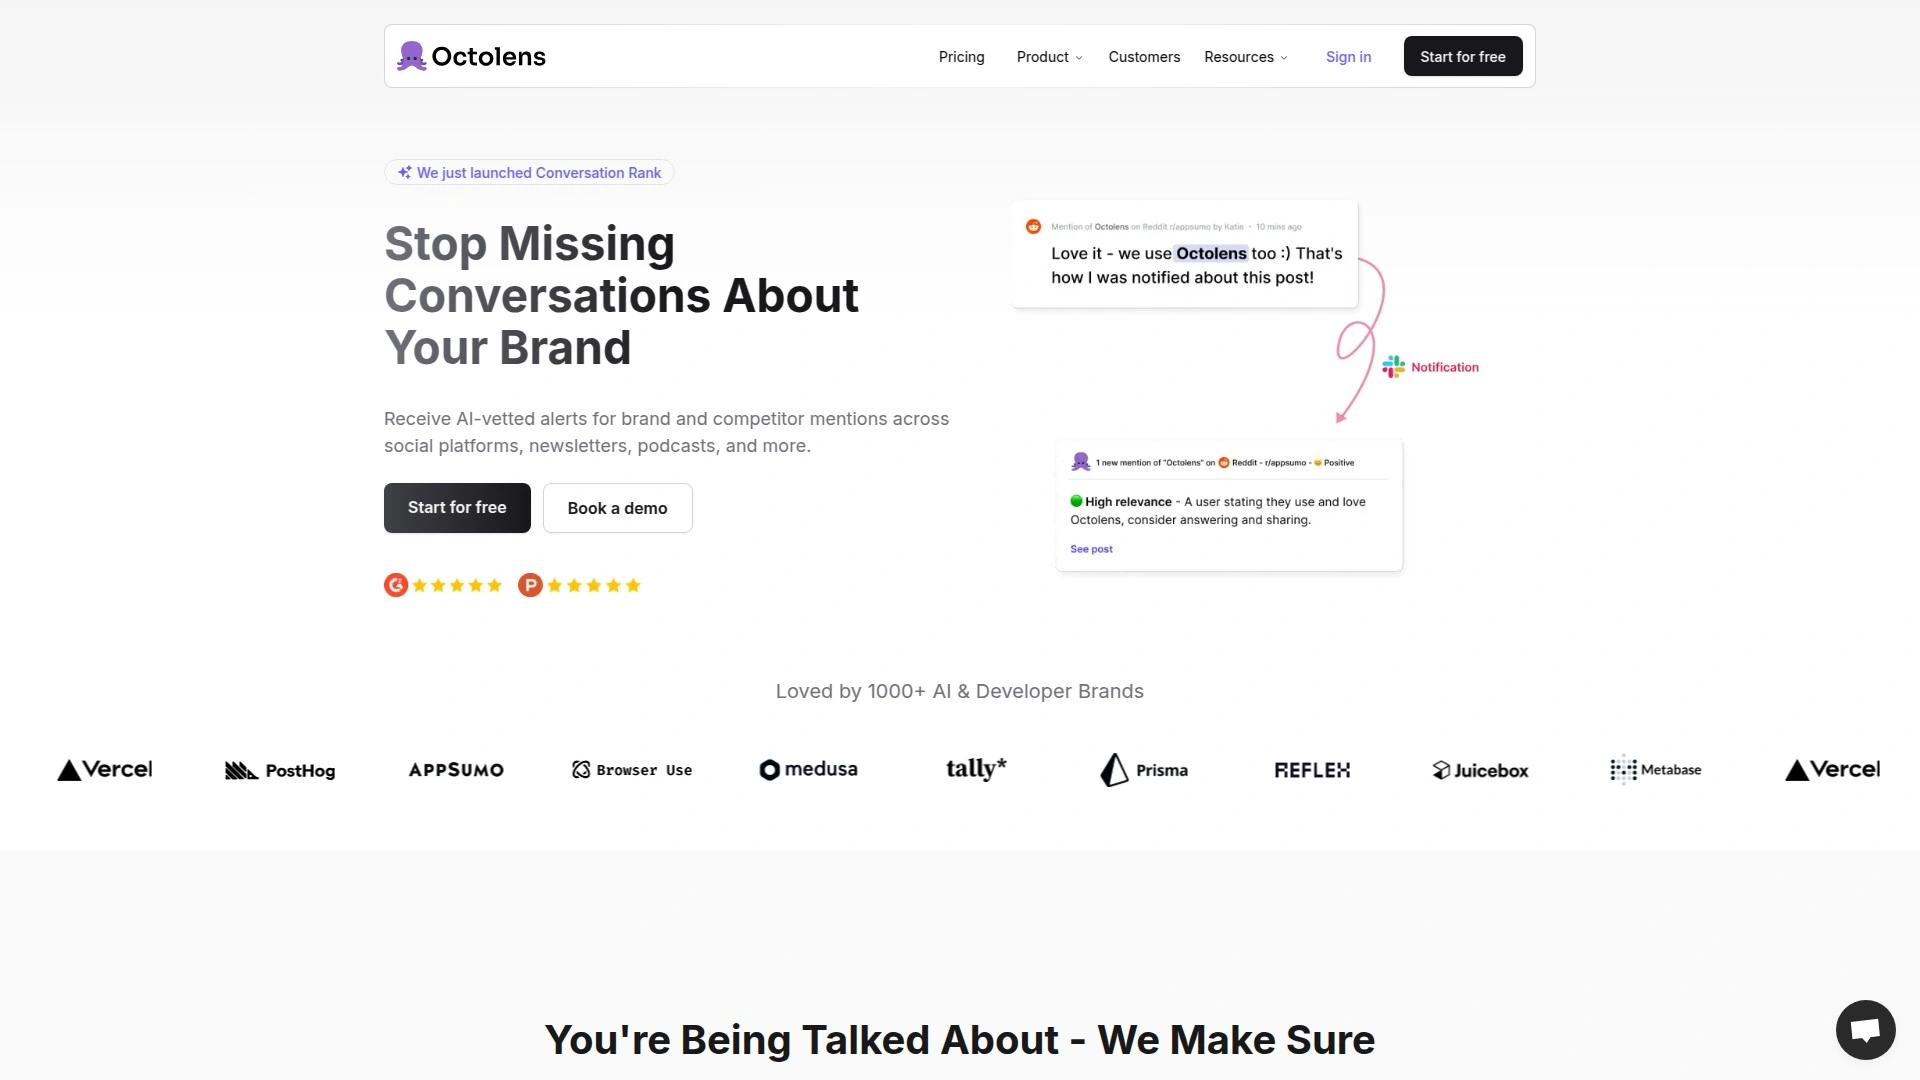 Octolens
Pricing
Product
Customers
Resources
Sign in
Start for free
We just launched Conversation Rank
Stop Missing
Conversations About
Your Brand
Receive AI-vetted alerts for brand and competitor mentions across
social platforms, newsletters, podcasts, and more.
Start for free
Book a demo
Mention of Octolens on Reddit r/appsumo by Katie • 10 mins ago
Love it - we use Octolens too :) That's
how I was notified about this post!
Notification
1 new mention of "Octolens" on Reddit - r/appsumo - Positive
High relevance - A user stating they use and love
Octolens, consider answering and sharing.
See post
Loved by 1000+ AI & Developer Brands
Vercel
PostHog
APPSUMO
Browser Use
medusa
tally*
Prisma
REFLEX
Juicebox
Metabase
Vercel
You're Being Talked About - We Make Sure